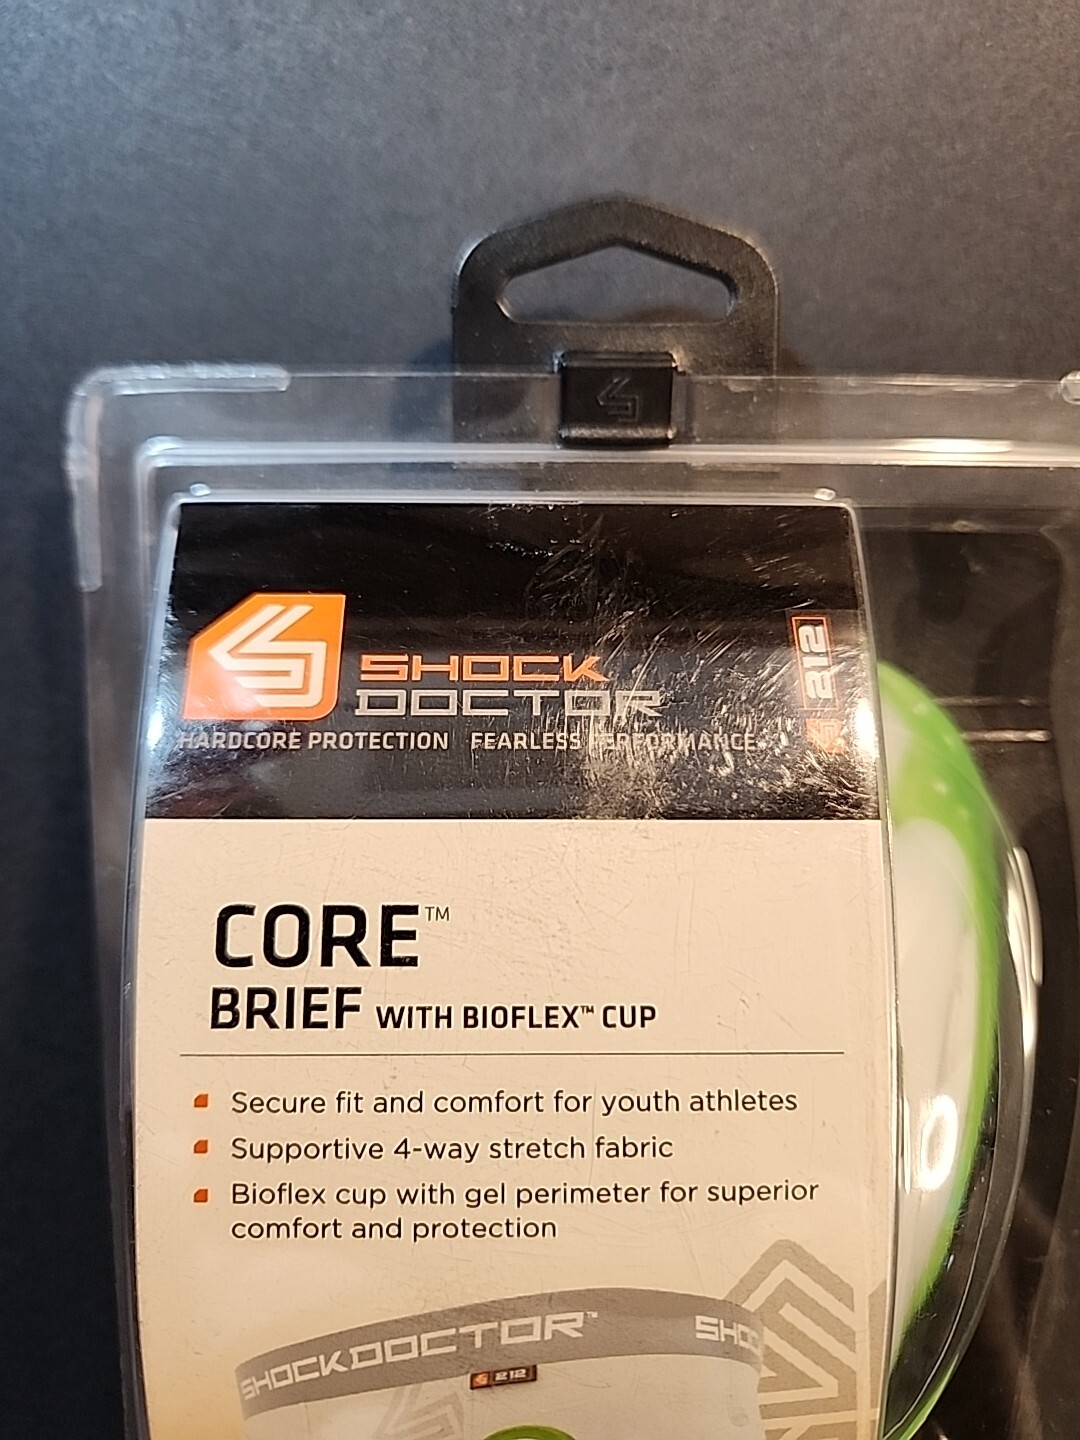 SHOCK
DOCTOR
HARDCORE PROTECTION FEARLESS PERFORMANCE
212
CORE™
BRIEF WITH BIOFLEX™ CUP
Secure fit and comfort for youth athletes
Supportive 4-way stretch fabric
Bioflex cup with gel perimeter for superior
comfort and protection
SHOCKDOCTOR™ SHOC
212